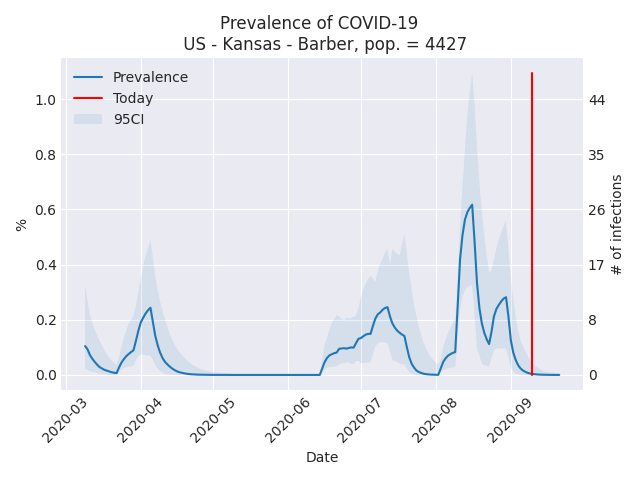 Prevalence of COVID-19
US - Kansas - Barber, pop. = 4427
Prevalence
Today
95CI
1.0
0.8
0.6
0.4
0.2
0.0
%
44
35
26
17
8
0
# of infections
2020-03
2020-04
2020-05
2020-06
2020-07
2020-08
2020-09
Date